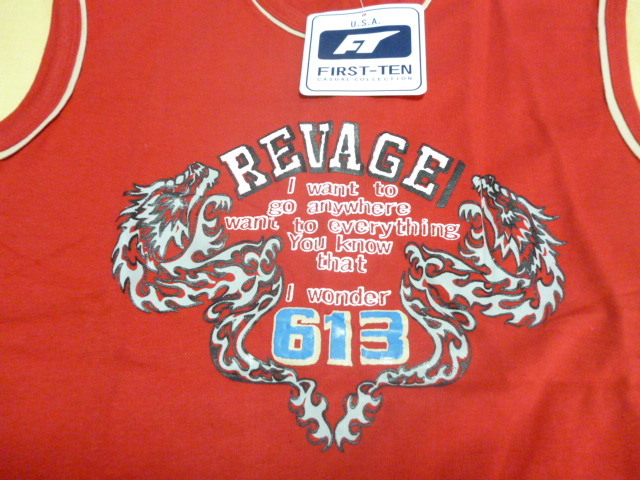 U.S.A.
FT
FIRST-TEN
CASUAL COLLECTION
REVAGE
I want to
go anywhere
want to everything
You know
that
I wonder
613